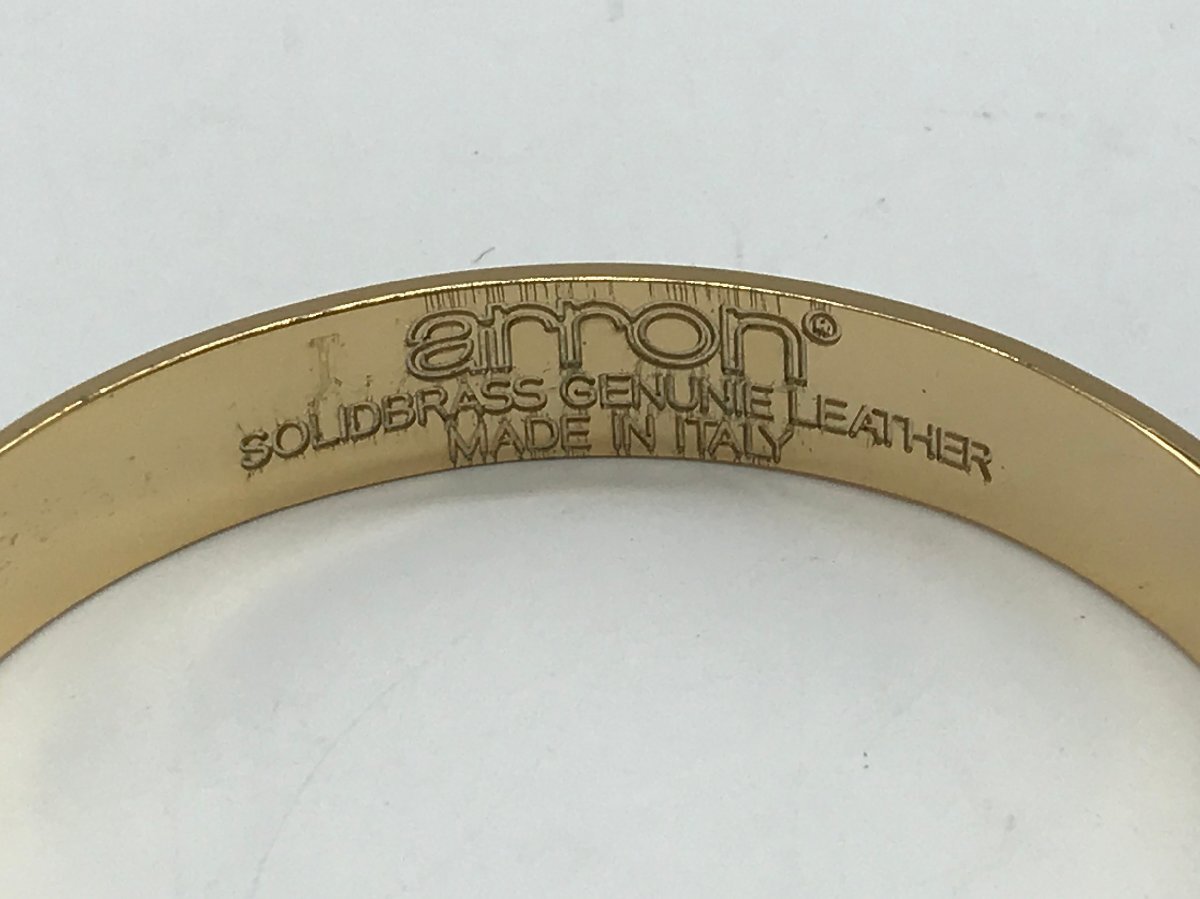 arron®
SOLIDBRASS GENUNIE LEATHER
MADE IN ITALY